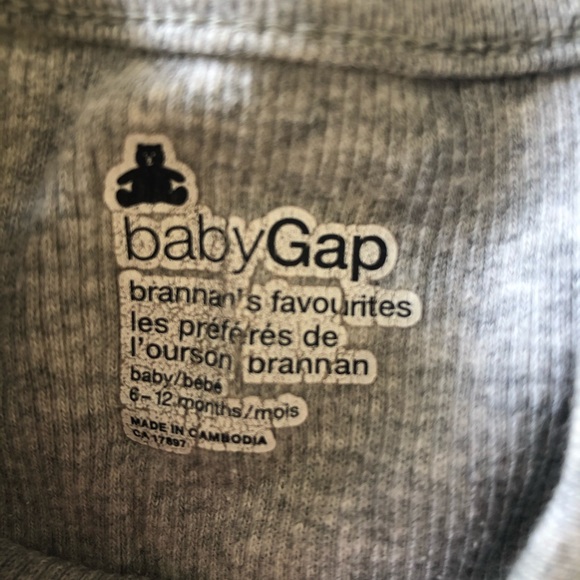 babyGap
brannan's favourites
les préférés de
l'ourson brannan
baby/bébé
6-12 months/mois
MADE IN CAMBODIA
CA 17897